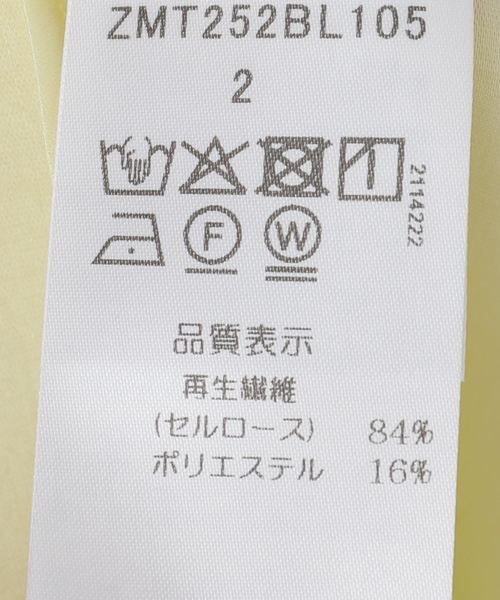 ZMT252BL105
2
2114222
F
W
品質表示
再生繊維
(セルロース) 84%
ポリエステル 16%